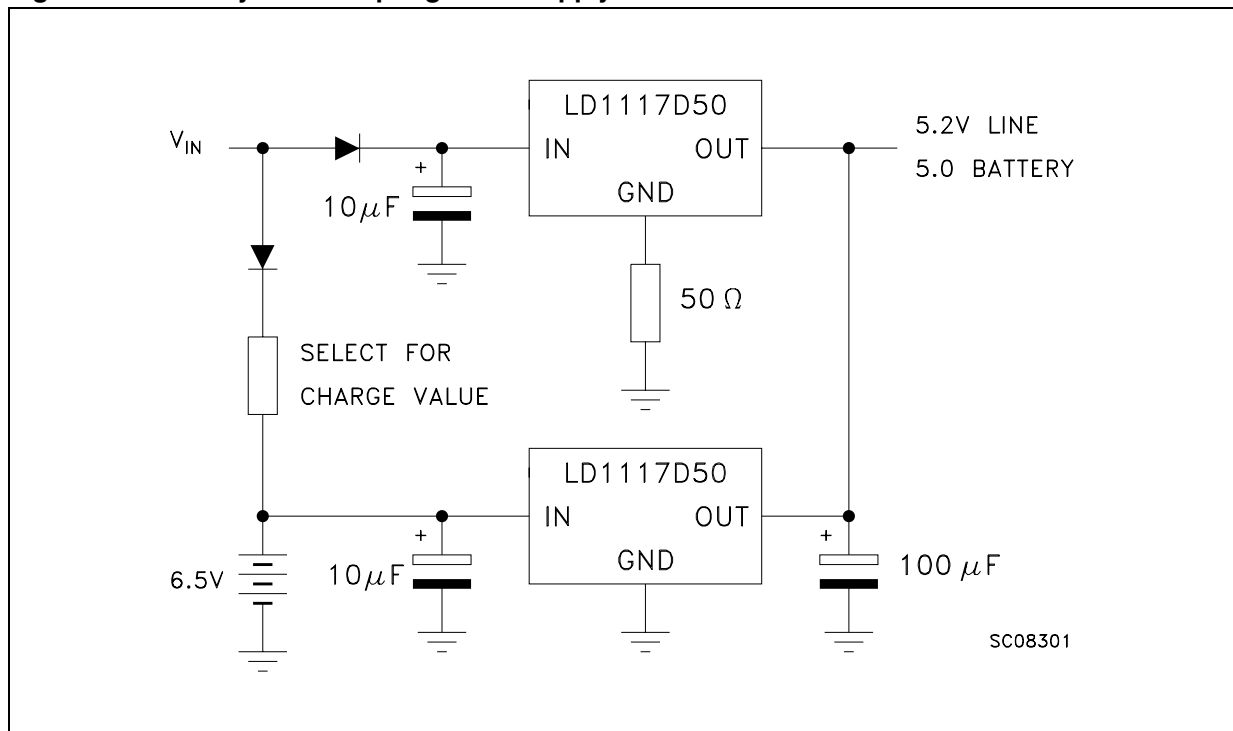 LD1117D50
V_IN
IN
OUT
GND
5.2V LINE
5.0 BATTERY
10μF
50 Ω
SELECT FOR
CHARGE VALUE
LD1117D50
IN
OUT
GND
6.5V
10μF
100 μF
SC08301